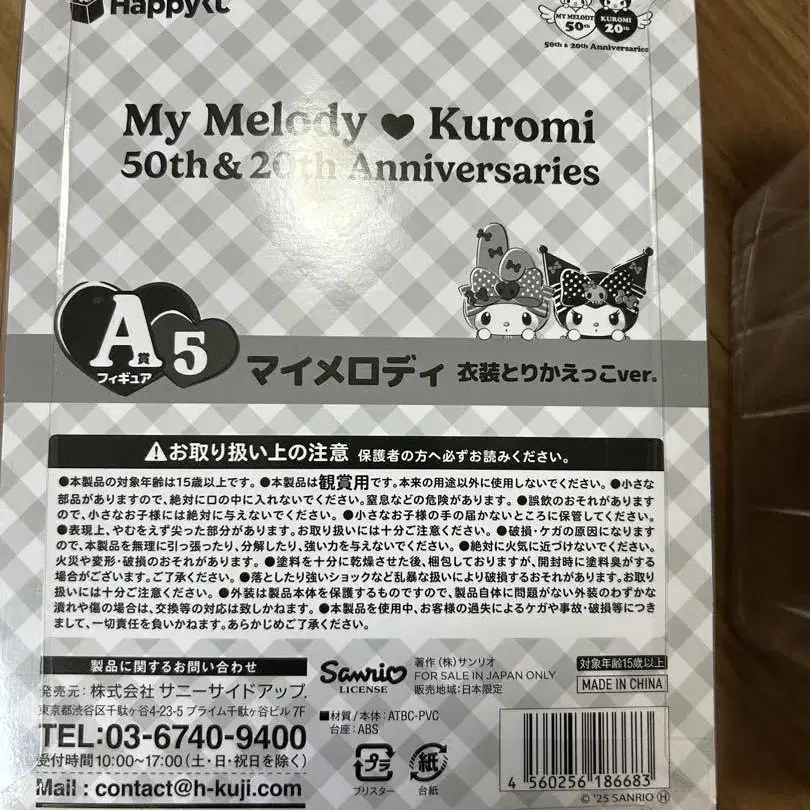 Happyくじ
MY MELODY
50th
KUROMI
20th
50th & 20th Anniversaries
My Melody ♥ Kuromi
50th & 20th Anniversaries
A賞
フィギュア
5
マイメロディ 衣装とりかえっこver.
⚠お取り扱い上の注意 保護者の方へ必ずお読みください。
●本製品の対象年齢は15歳以上です。●本製品は観賞用です。本来の用途以外に使用しないでください。●小さな
部品がありますので、絶対に口の中に入れないでください。窒息などの危険があります。●誤飲のおそれがあります
ので、小さなお子様には絶対に与えないでください。●小さなお子様の手の届かないところに保管してください。
●表現上、やむをえず尖った部分があります。お取り扱いには十分ご注意ください。●破損・ケガの原因になります
ので、本製品を無理に引っ張ったり、分解したり、強い力を与えないでください。●絶対に火気に近づけないでください。
火災や変形・破損のおそれがあります。●塗料を十分に乾燥させた後、梱包しておりますが、開封時に塗料臭がする
場合がございます。ご了承ください。●落としたり強いショックなど乱暴な扱いにより破損するおそれがあります。お取り
扱いには十分ご注意ください。●外装は製品本体を保護するものですので、製品自体に問題がない外装のわずかな
潰れや傷の場合は、交換等の対応は致しかねます。●本製品を使用中、お客様の過失によるケガや事故・破損等につき
まして、一切責任を負いかねます。あらかじめご了承ください。
製品に関するお問い合わせ
発売元:株式会社 サニーサイドアップ
東京都渋谷区千駄ヶ谷4-23-5 プライム千駄ヶ谷ビル 7F
TEL:03-6740-9400
受付時間10:00~17:00(土・日・祝日を除く)
Mail : contact@h-kuji.com
Sanrio
LICENSE
著作 (株)サンリオ
FOR SALE IN JAPAN ONLY
販売地域:日本限定
■材質/本体:ATBC-PVC
台座:ABS
プラ
ブリスター
紙
台紙
対象年齢15歳以上
MADE IN CHINA
4 560256 186683
© '25 SANRIO Ⓗ